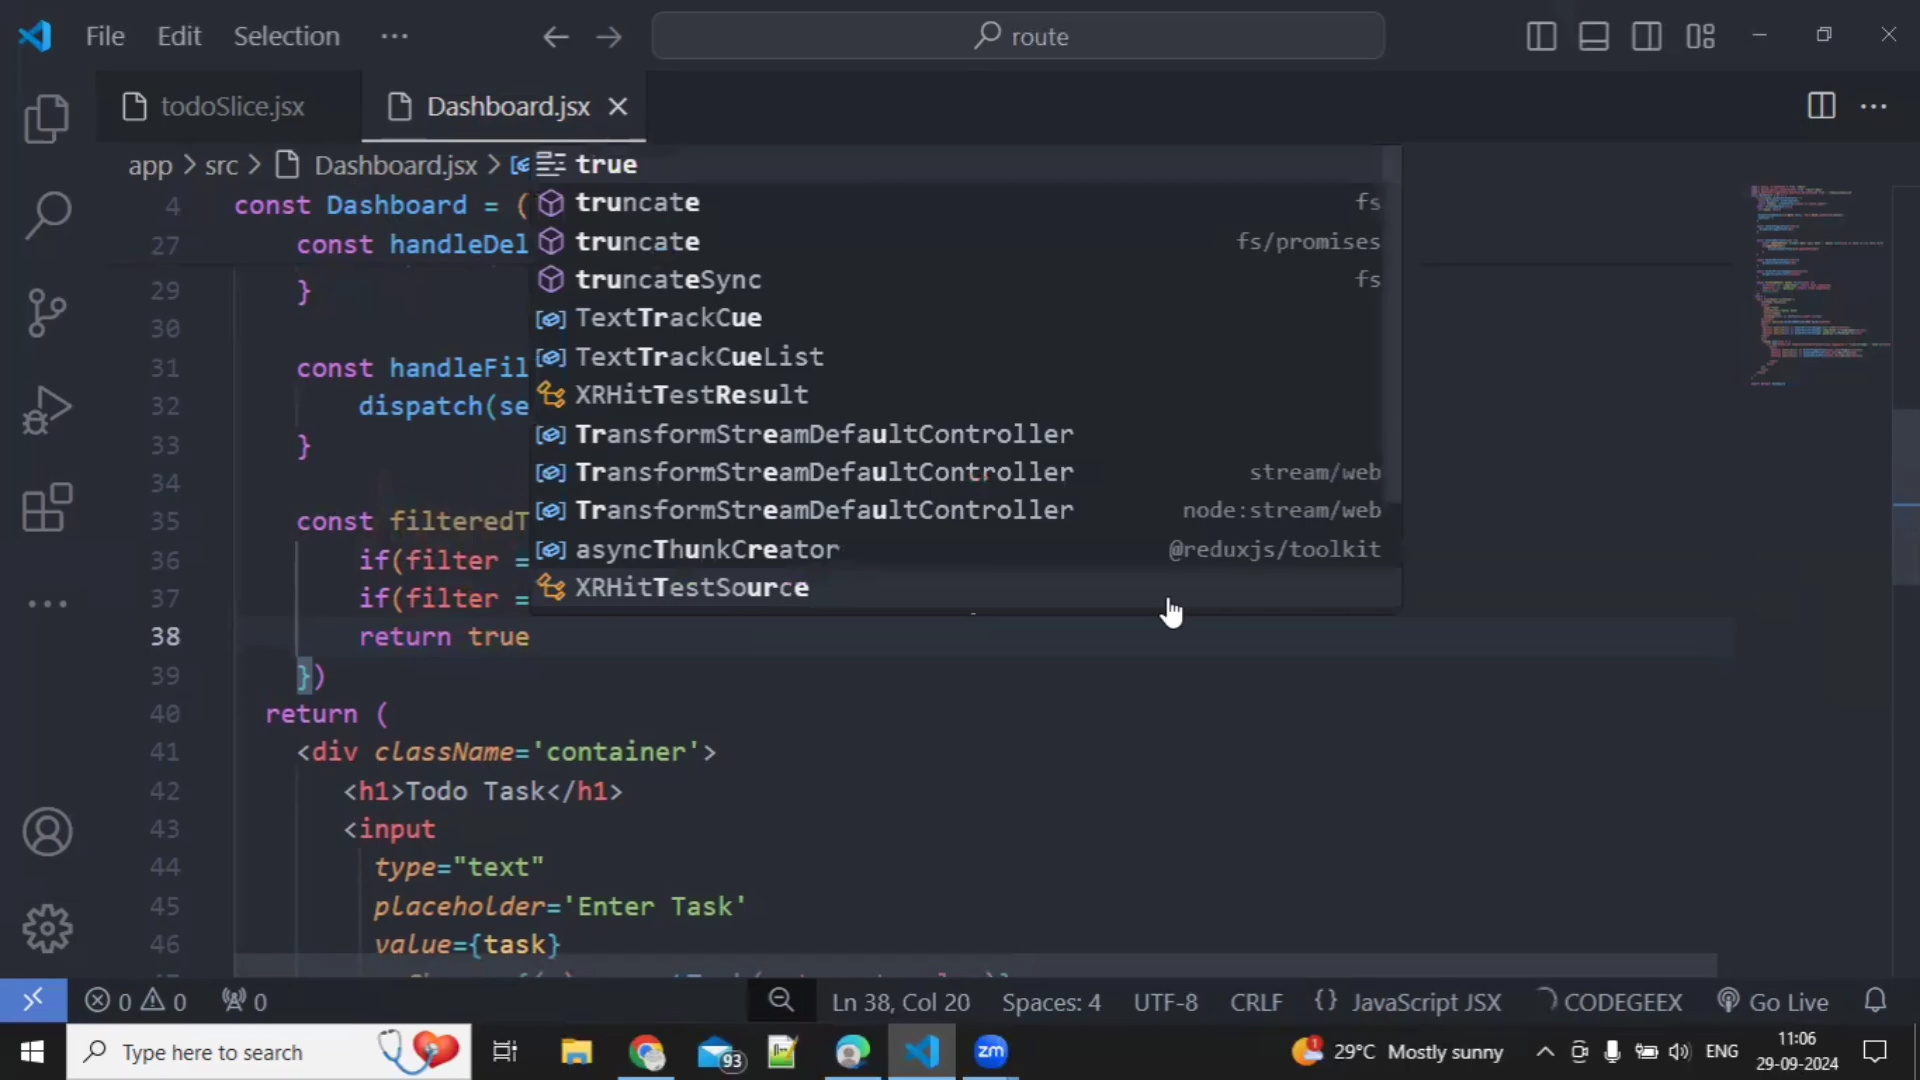 File Edit Selection ···
route
todoSlice.jsx
Dashboard.jsx
app > src > Dashboard.jsx >
true
truncate fs
truncate fs/promises
truncateSync fs
TextTrackCue
TextTrackCueList
XRHitTestResult
TransformStreamDefaultController
TransformStreamDefaultController stream/web
TransformStreamDefaultController node:stream/web
asyncThunkCreator @reduxjs/toolkit
XRHitTestSource
4 const Dashboard = (
27 const handleDel
29 }
30
31 const handleFil
32 dispatch(se
33 }
34
35 const filteredT
36 if(filter =
37 if(filter =
38 return true
39 })
40 return (
41 <div className='container'>
42 <h1>Todo Task</h1>
43 <input
44 type="text"
45 placeholder='Enter Task'
46 value={task}
0 0 0
Ln 38, Col 20 Spaces: 4 UTF-8 CRLF {} JavaScript JSX CODEGEEX Go Live
Type here to search
93
zm
29°C Mostly sunny
ENG
11:06
29-09-2024